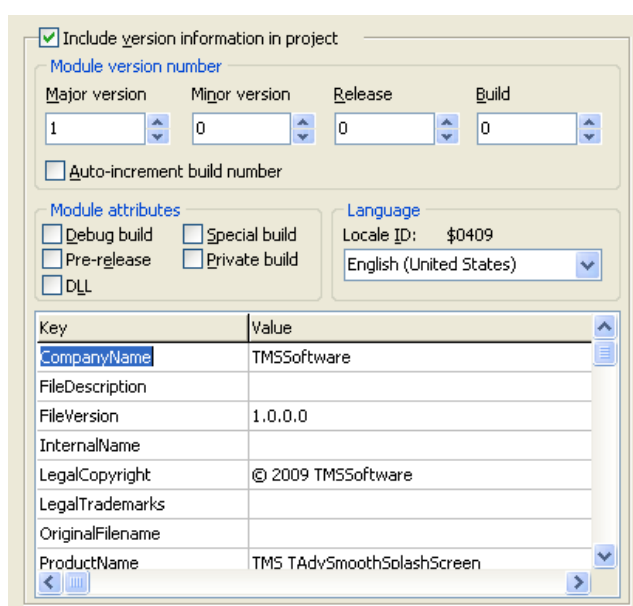 Include version information in project
Module version number
Major version Minor version Release Build
1 0 0 0
Auto-increment build number
Module attributes Language
Debug build Special build Locale ID: $0409
Pre-release Private build English (United States)
DLL
Key Value
CompanyName TMSSoftware
FileDescription
FileVersion 1.0.0.0
InternalName
LegalCopyright © 2009 TMSSoftware
LegalTrademarks
OriginalFilename
ProductName TMS TAdvSmoothSplashScreen